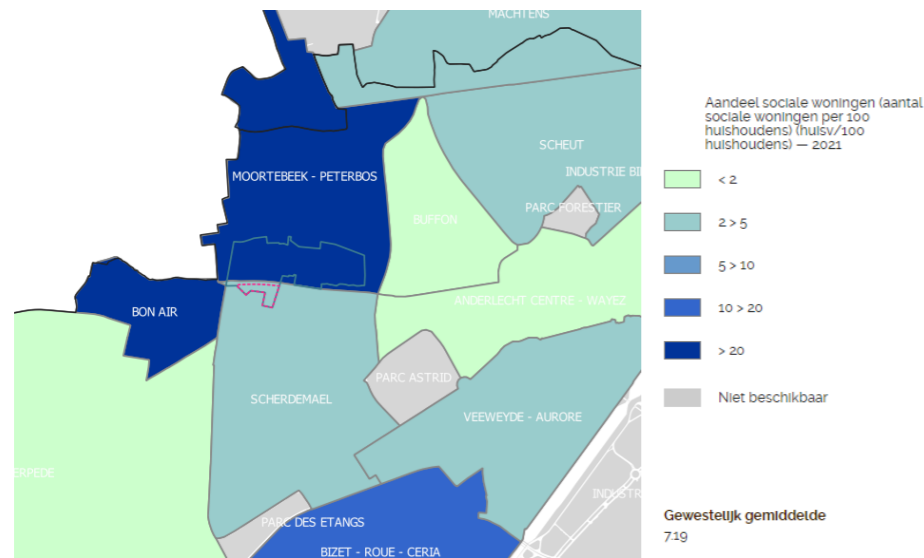 MACHTENS
SCHEUT
MOORTEBEEK - PETERBOS
INDUSTRIE BI
PARC FORESTIER
BUFFON
ANDERLECHT CENTRE - WAYEZ
BON AIR
PARC ASTRID
SCHERDEMAEL
VEEWEYDE - AURORE
ERPEDE
INDUSTR
PARC DES ETANGS
BIZET - ROUE - CERIA
Aandeel sociale woningen (aantal
sociale woningen per 100
huishoudens) (huisv/100
huishoudens) — 2021
< 2
2 > 5
5 > 10
10 > 20
> 20
Niet beschikbaar
Gewestelijk gemiddelde
7.19